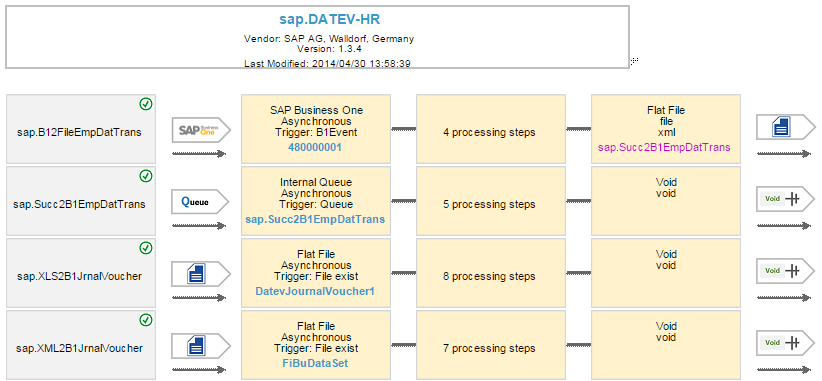 sap.DATEV-HR
Vendor: SAP AG, Walldorf, Germany
Version: 1.3.4
Last Modified: 2014/04/30 13:58:39
sap.B12FileEmpDatTrans
SAP Business One
SAP Business One
Asynchronous
Trigger: B1Event
480000001
4 processing steps
Flat File
file
xml
sap.Succ2B1EmpDatTrans
sap.Succ2B1EmpDatTrans
Queue
Internal Queue
Asynchronous
Trigger: Queue
sap.Succ2B1EmpDatTrans
5 processing steps
Void
void
Void
sap.XLS2B1JrnalVoucher
Flat File
Asynchronous
Trigger: File exist
DatevJournalVoucher1
8 processing steps
Void
void
Void
sap.XML2B1JrnalVoucher
Flat File
Asynchronous
Trigger: File exist
FiBuDataSet
7 processing steps
Void
void
Void